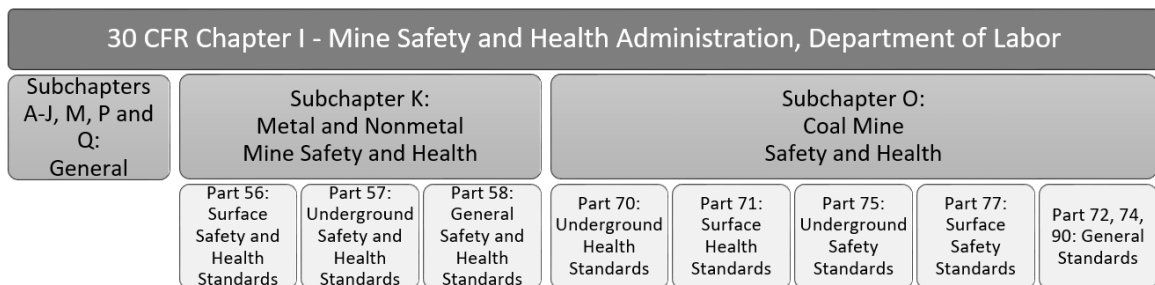 30 CFR Chapter I - Mine Safety and Health Administration, Department of Labor
Subchapters
A-J, M, P and
Q:
General
Subchapter K:
Metal and Nonmetal
Mine Safety and Health
Subchapter O:
Coal Mine
Safety and Health
Part 56:
Surface
Safety and
Health
Standards
Part 57:
Underground
Safety and
Health
Standards
Part 58:
General
Safety and
Health
Standards
Part 70:
Underground
Health
Standards
Part 71:
Surface
Health
Standards
Part 75:
Underground
Safety
Standards
Part 77:
Surface
Safety
Standards
Part 72, 74,
90: General
Standards